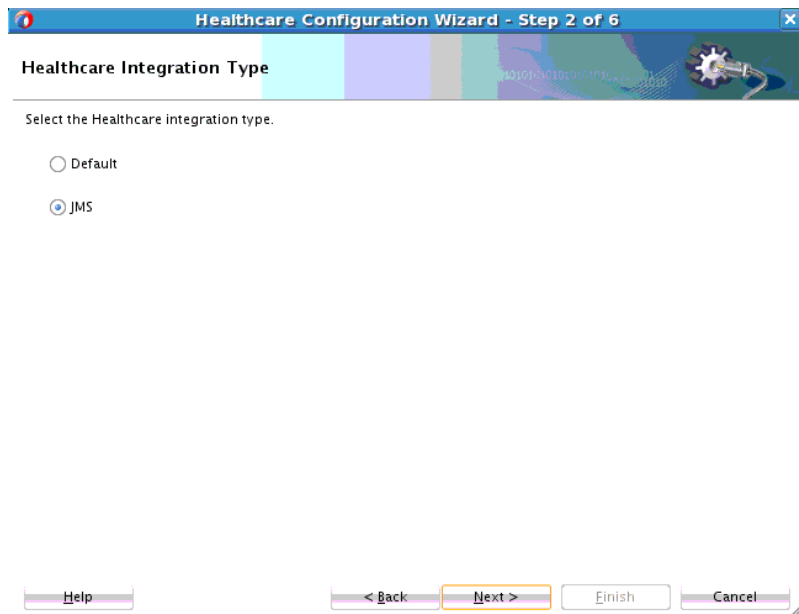 Healthcare Configuration Wizard - Step 2 of 6
Healthcare Integration Type
Select the Healthcare integration type.
Default
JMS
Help
< Back
Next >
Finish
Cancel